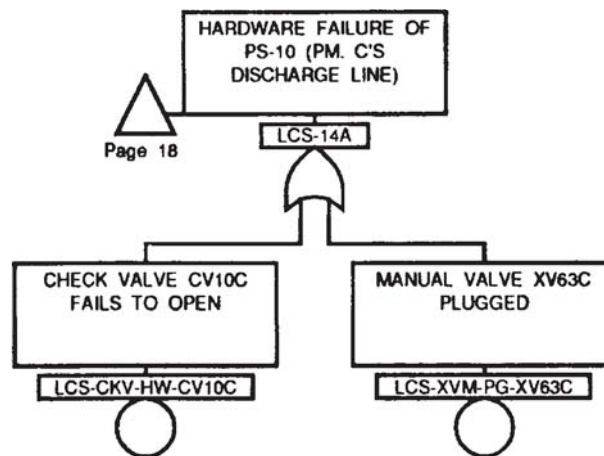 HARDWARE FAILURE OF
PS-10 (PM. C'S
DISCHARGE LINE)
Page 18
LCS-14A
CHECK VALVE CV10C
FAILS TO OPEN
MANUAL VALVE XV63C
PLUGGED
LCS-CKV-HW-CV10C
LCS-XVM-PG-XV63C